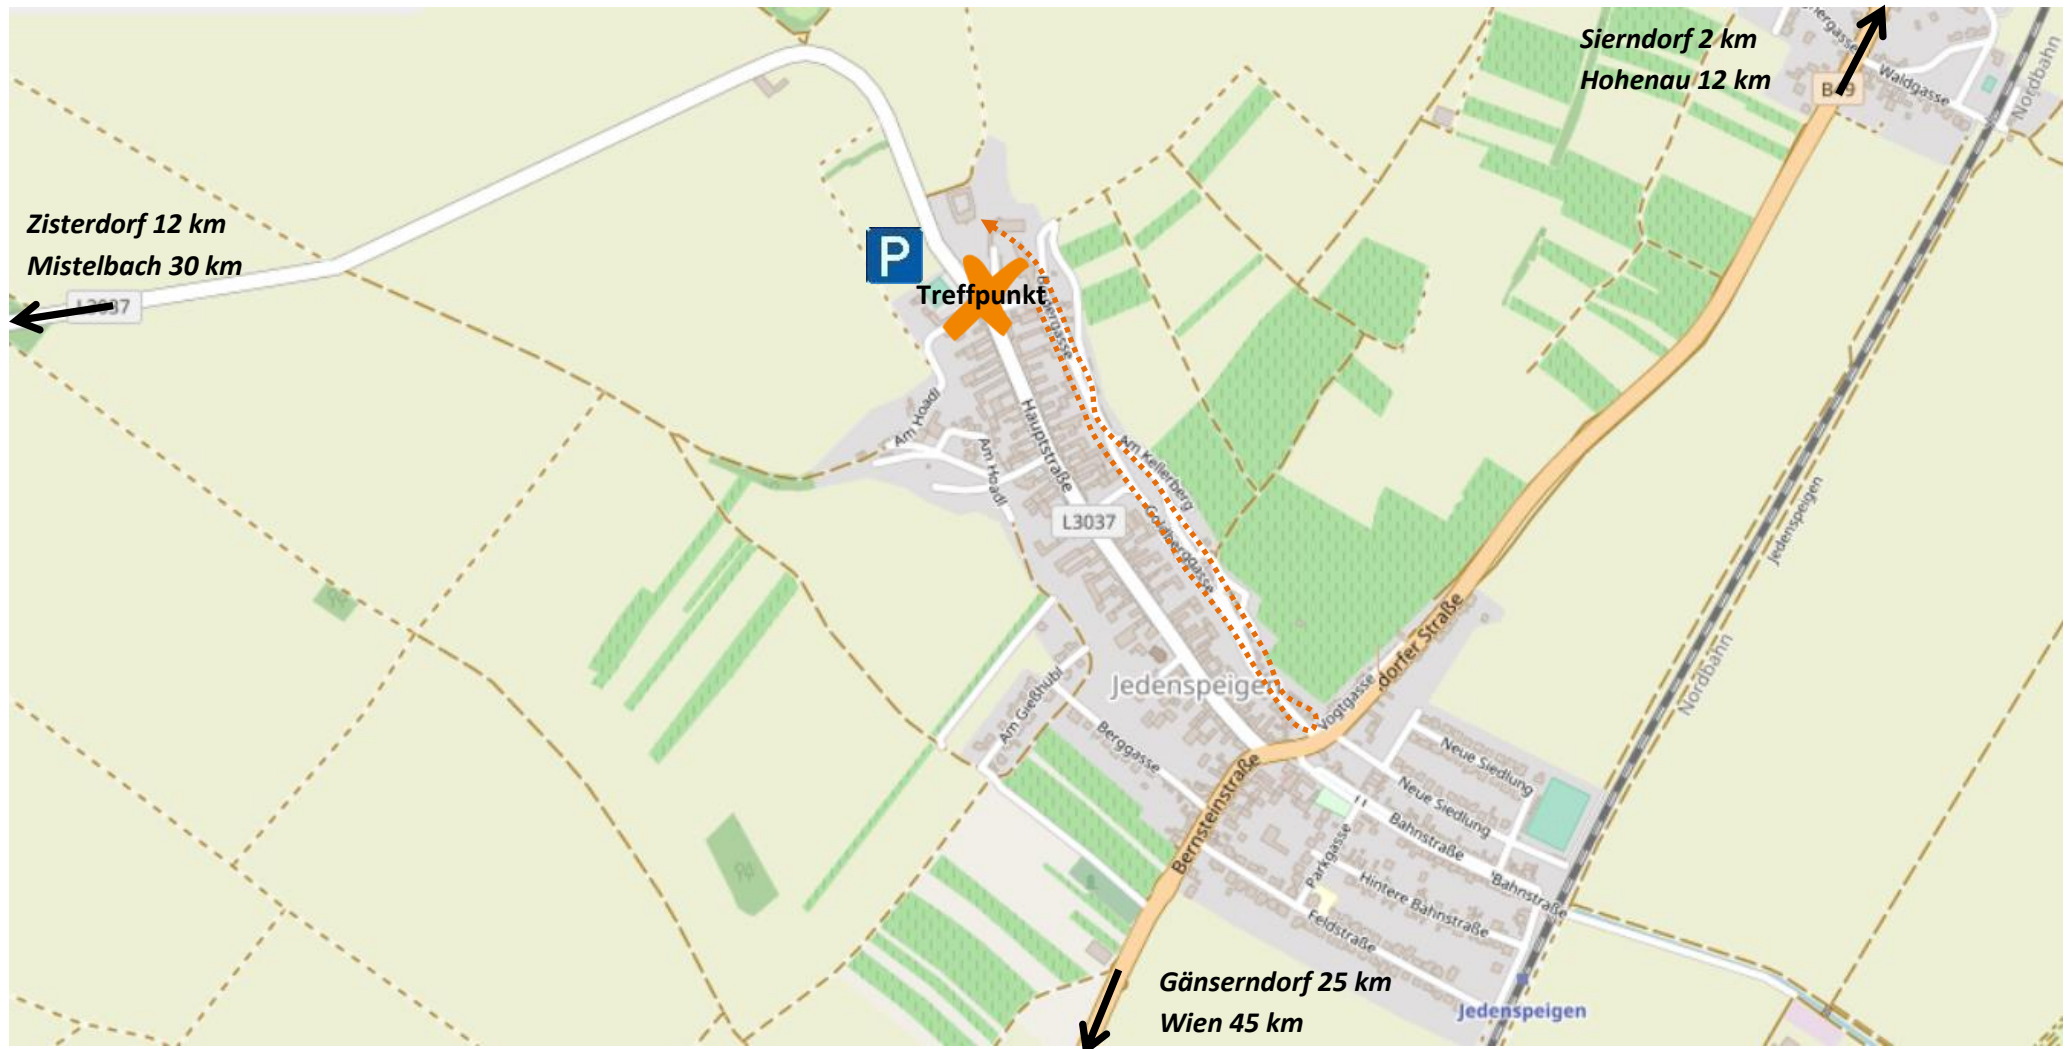 Sierndorf 2 km
Hohenau 12 km
Waldgasse
Nordbahn
Zisterdorf 12 km
Mistelbach 30 km
L3037
P
Treffpunkt
Am Hoadl
Am Hoadl
Hauptstraße
L3037
Am Kellerberg
Goldberggasse
Jedenspeigen
Nordbahn
Jedenspeigen
Vogtgasse
dorfer Straße
Am Gießhübl
Berggasse
Bernsteinstraße
Neue Siedlung
Neue Siedlung
Bahnstraße
Bahnstraße
Parkgasse
Hintere Bahnstraße
Feldstraße
Jedenspeigen
Gänserndorf 25 km
Wien 45 km